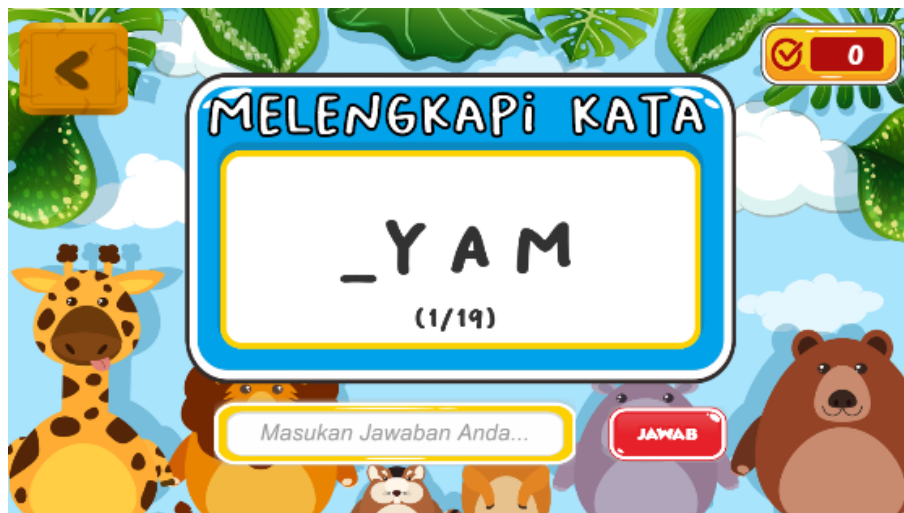 0
MELENGKAPi KATA
_YAM
(1/19)
Masukan Jawaban Anda...
JAWAB